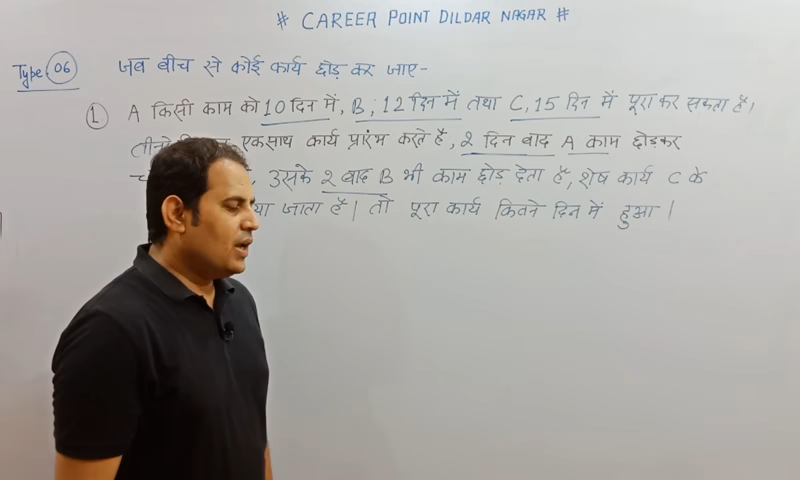 # CAREER POINT DILDAR NAGAR #
Type. 06 जब बीच से कोई कार्य छोड़ कर जाए -
1 A किसी काम को 10 दिन में, B, 12 दिन में तथा C, 15 दिन में पूरा कर सकता है,
तीनों एकसाथ कार्य प्रारंभ करते है, 2 दिन बाद A काम छोड़कर
उसके 2 बाद B भी काम छोड़ देता है, शेष कार्य C के
जाता है। तो पूरा कार्य कितने दिन में हुआ।